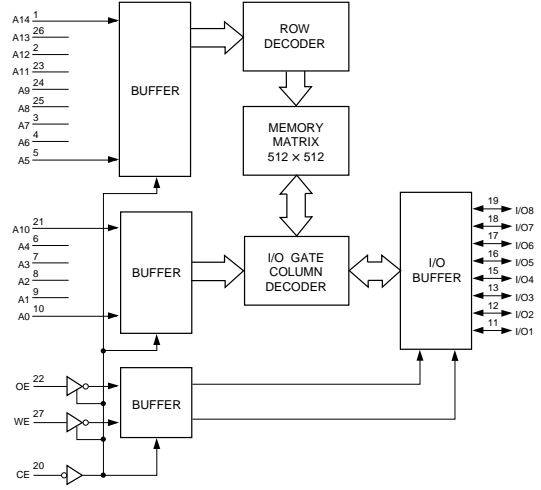 A14 1
A13 26
A12 2
A11 23
A9 24
A8 25
A7 3
A6 4
A5 5
BUFFER
ROW
DECODER
MEMORY
MATRIX
512 × 512
A10 21
A4 6
A3 7
A2 8
A1 9
A0 10
BUFFER
I/O GATE
COLUMN
DECODER
I/O
BUFFER
19 I/O8
18 I/O7
17 I/O6
16 I/O5
15 I/O4
13 I/O3
12 I/O2
11 I/O1
OE 22
WE 27
BUFFER
CE 20